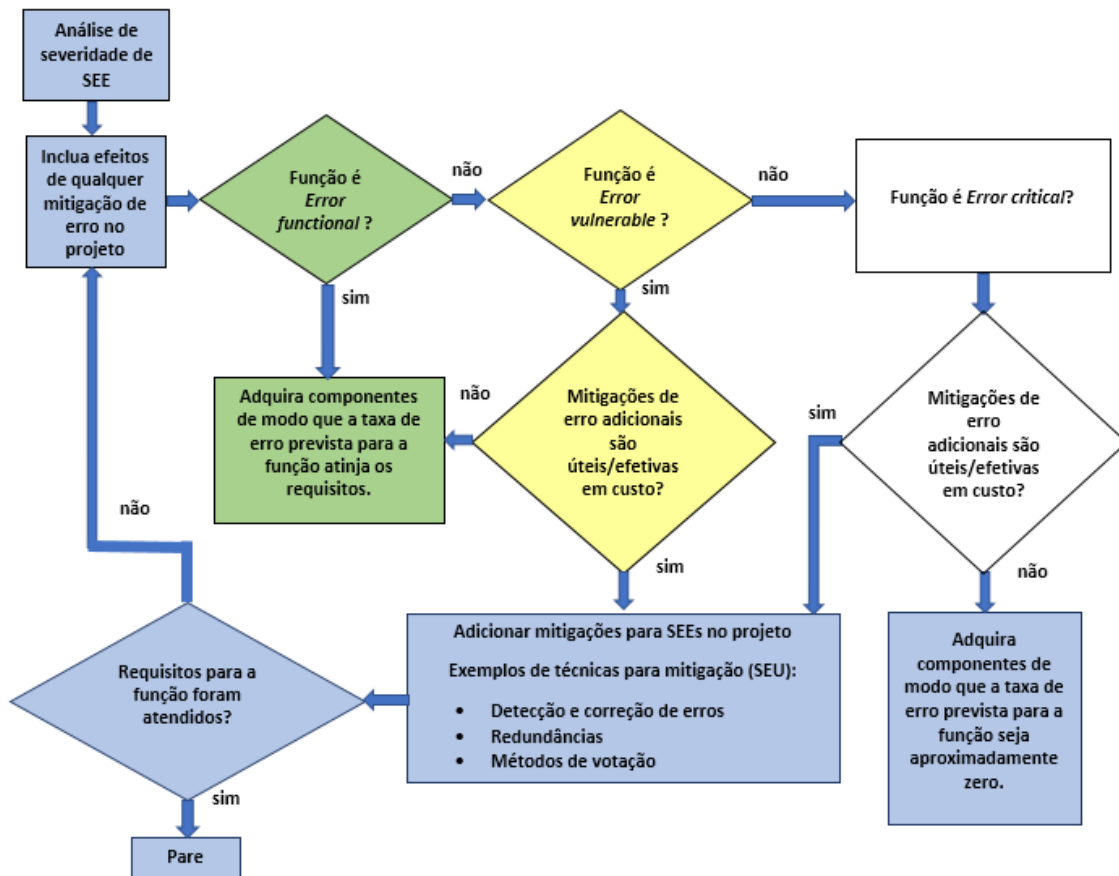 Análise de
severidade de
SEE
Inclua efeitos
de qualquer
mitigação de
erro no
projeto
Função é
Error
functional ?
não
Função é
Error
vulnerable ?
não
Função é Error critical?
sim
sim
Adquira componentes
de modo que a taxa de
erro prevista para a
função atinja os
requisitos.
não
Mitigações de
erro adicionais
são
úteis/efetivas
em custo?
sim
Mitigações de
erro
adicionais são
úteis/efetivas
em custo?
não
sim
não
Requisitos para a
função foram
atendidos?
Adicionar mitigações para SEEs no projeto
Exemplos de técnicas para mitigação (SEU):
• Detecção e correção de erros
• Redundâncias
• Métodos de votação
Adquira
componentes de
modo que a taxa de
erro prevista para a
função seja
aproximadamente
zero.
sim
Pare